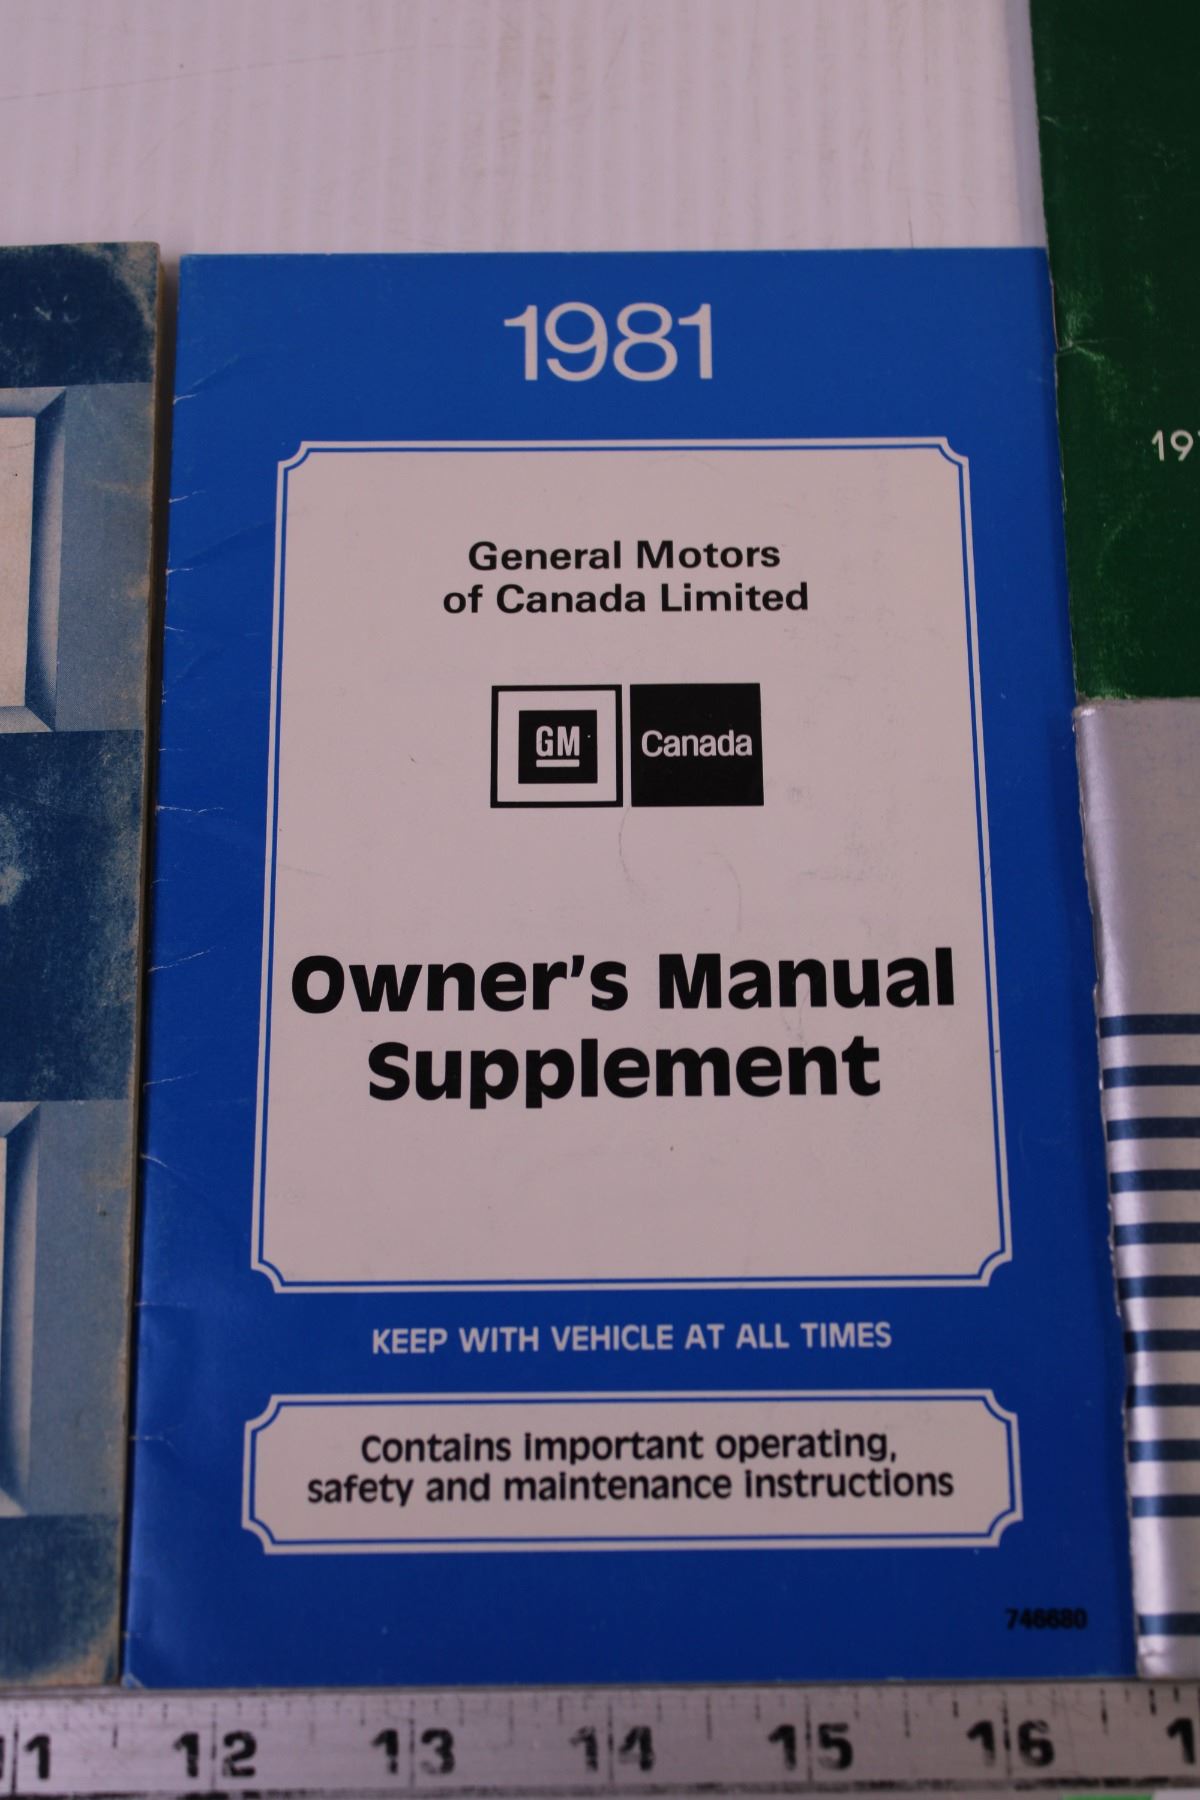 1981
General Motors
of Canada Limited
GM Canada
Owner's Manual
Supplement
KEEP WITH VEHICLE AT ALL TIMES
Contains important operating,
safety and maintenance instructions
746680
11 12 13 14 15 16